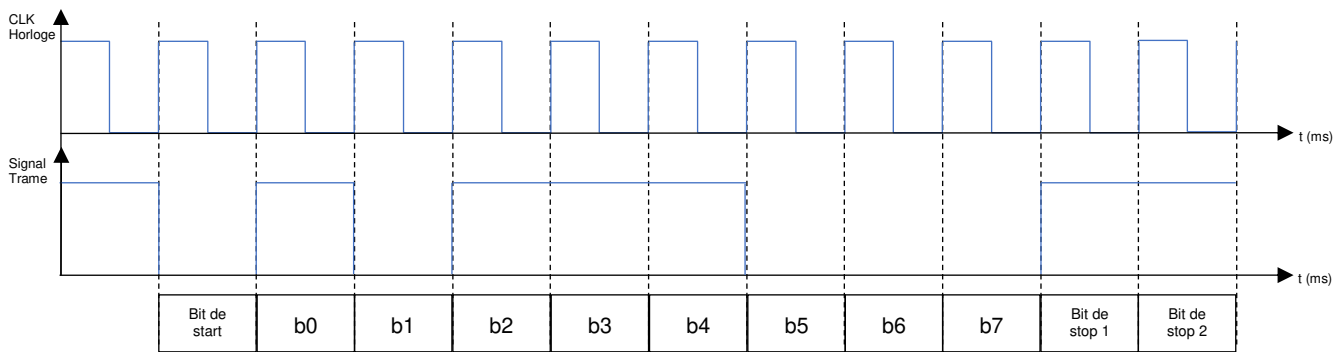 CLK
Horloge
t (ms)
Signal
Trame
t (ms)
Bit de
start
b0
b1
b2
b3
b4
b5
b6
b7
Bit de
stop 1
Bit de
stop 2